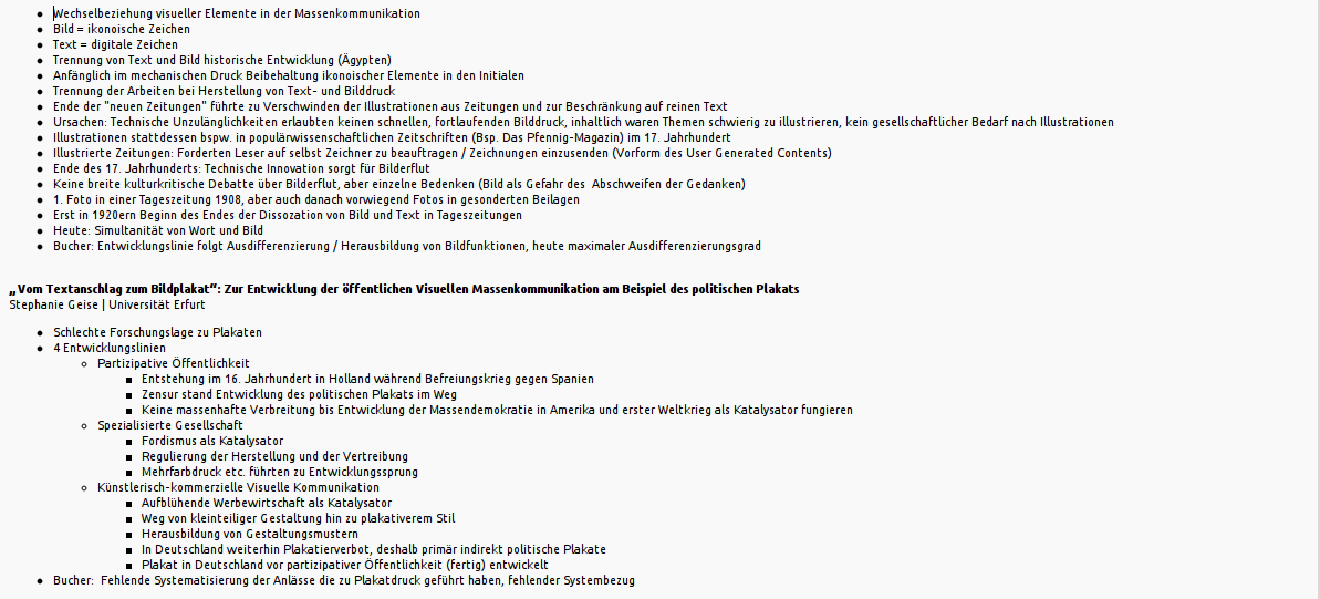 Wechselbeziehung visueller Elemente in der Massenkommunikation
Bild = ikonoische Zeichen
Text = digitale Zeichen
Trennung von Text und Bild historische Entwicklung (Ägypten)
Anfänglich im mechanischen Druck Beibehaltung ikonoischer Elemente in den Initialen
Trennung der Arbeiten bei Herstellung von Text- und Bilddruck
Ende der "neuen Zeitungen" führte zu Verschwinden der Illustrationen aus Zeitungen und zur Beschränkung auf reinen Text
Ursachen: Technische Unzulänglichkeiten erlaubten keinen schnellen, fortlaufenden Bilddruck, inhaltlich waren Themen schwierig zu illustrieren, kein gesellschaftlicher Bedarf nach Illustrationen
Illustrationen stattdessen bspw. in populärwissenschaftlichen Zeitschriften (Bsp. Das Pfennig-Magazin) im 17. Jahrhundert
Illustrierte Zeitungen: Forderten Leser auf selbst Zeichner zu beauftragen / Zeichnungen einzusenden (Vorform des User Generated Contents)
Ende des 17. Jahrhunderts: Technische Innovation sorgt für Bilderflut
Keine breite kulturkritische Debatte über Bilderflut, aber einzelne Bedenken (Bild als Gefahr des Abschweifen der Gedanken)
1. Foto in einer Tageszeitung 1908, aber auch danach vorwiegend Fotos in gesonderten Beilagen
Erst in 1920ern Beginn des Endes der Dissozation von Bild und Text in Tageszeitungen
Heute: Simultanität von Wort und Bild
Bucher: Entwicklungslinie folgt Ausdifferenzierung / Herausbildung von Bildfunktionen, heute maximaler Ausdifferenzierungsgrad
„Vom Textanschlag zum Bildplakat“: Zur Entwicklung der öffentlichen Visuellen Massenkommunikation am Beispiel des politischen Plakats
Stephanie Geise | Universität Erfurt
Schlechte Forschungslage zu Plakaten
4 Entwicklungslinien
Partizipative Öffentlichkeit
Entstehung im 16. Jahrhundert in Holland während Befreiungskrieg gegen Spanien
Zensur stand Entwicklung des politischen Plakats im Weg
Keine massenhafte Verbreitung bis Entwicklung der Massendemokratie in Amerika und erster Weltkrieg als Katalysator fungieren
Spezialisierte Gesellschaft
Fordismus als Katalysator
Regulierung der Herstellung und der Vertreibung
Mehrfarbdruck etc. führten zu Entwicklungssprung
Künstlerisch-kommerzielle Visuelle Kommunikation
Aufblühende Werbewirtschaft als Katalysator
Weg von kleinteiliger Gestaltung hin zu plakativerem Stil
Herausbildung von Gestaltungsmustern
In Deutschland weiterhin Plakatierverbot, deshalb primär indirekt politische Plakate
Plakat in Deutschland vor partizipativer Öffentlichkeit (fertig) entwickelt
Bucher: Fehlende Systematisierung der Anlässe die zu Plakatdruck geführt haben, fehlender Systembezug